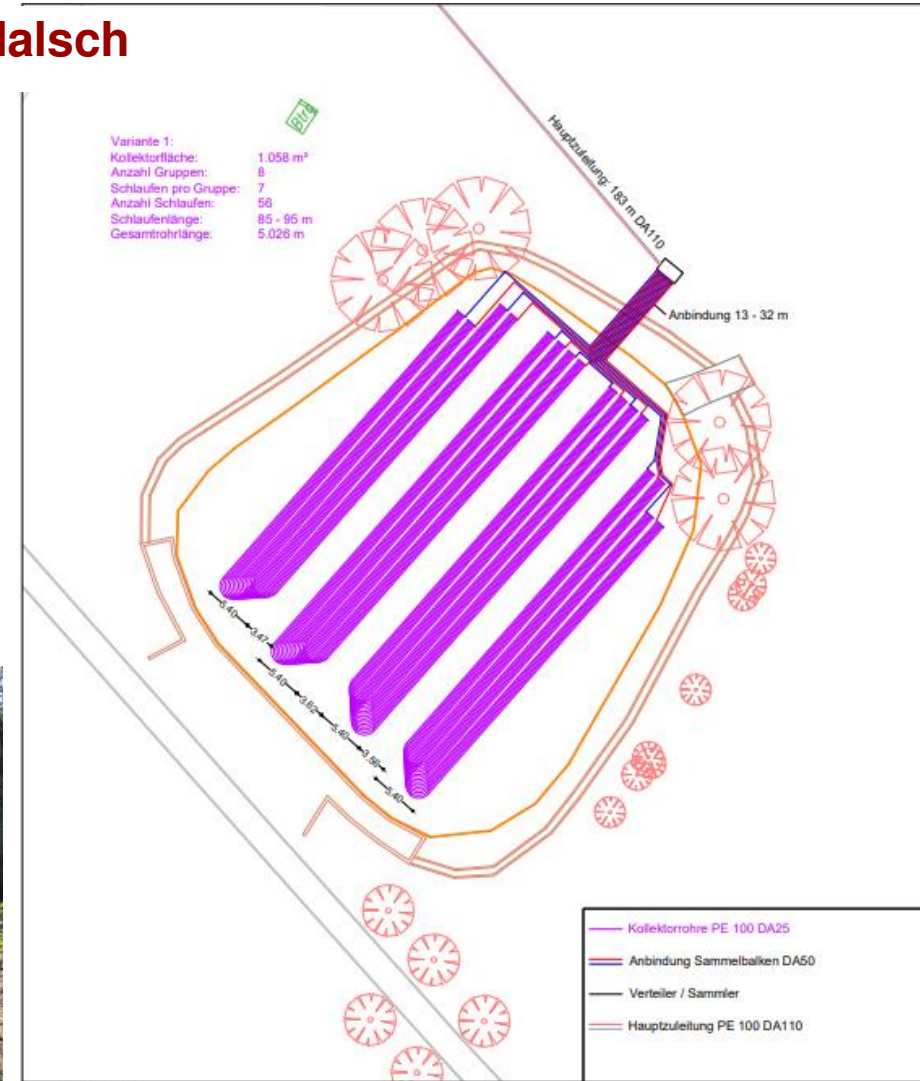 Variante 1:
Kollektorfläche: 1.058 m²
Anzahl Gruppen: 8
Schlaufen pro Gruppe: 7
Anzahl Schlaufen: 56
Schlaufenlänge: 85 - 95 m
Gesamtrohrlänge: 5.026 m
Hauptzuleitung: 183 m DA110
Anbindung 13 - 32 m
5.40
3.47
5.40
3.62
5.40
3.56
5.40
Kollektorrohre PE 100 DA25
Anbindung Sammelbalken DA50
Verteiler / Sammler
Hauptzuleitung PE 100 DA110